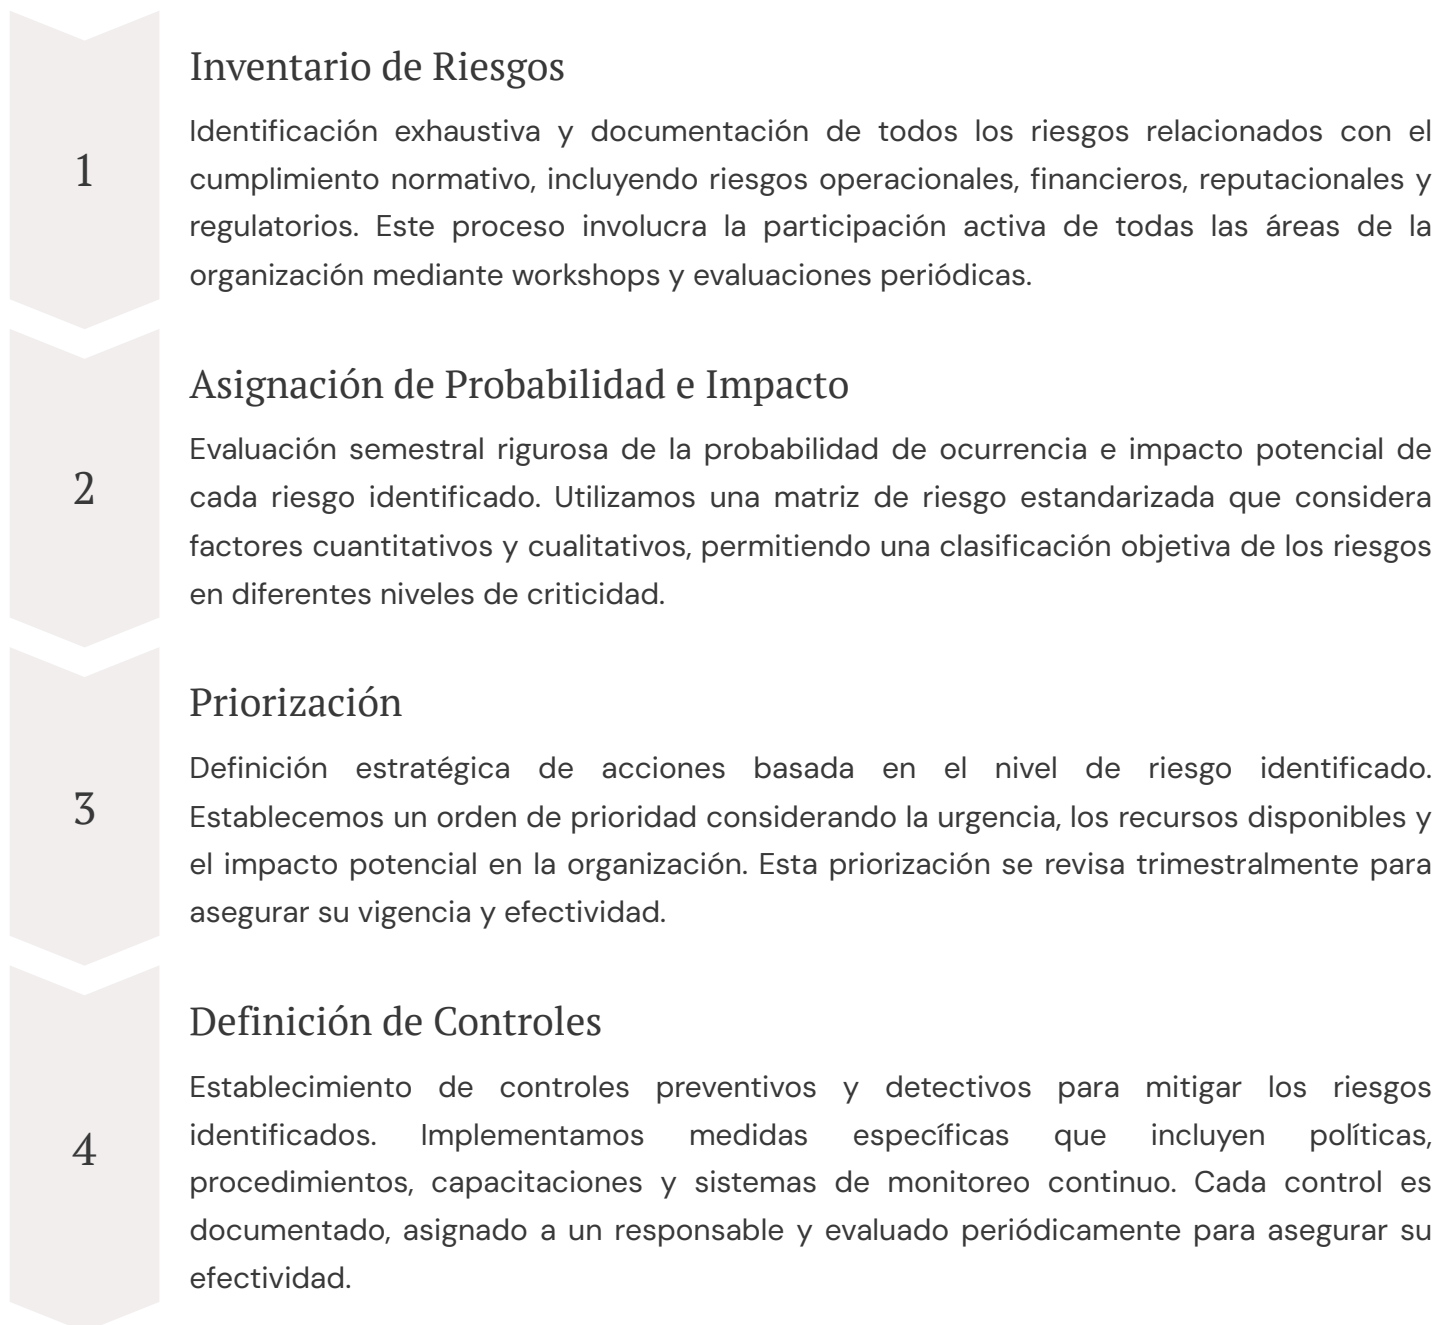 Inventario de Riesgos
Identificación exhaustiva y documentación de todos los riesgos relacionados con el
cumplimiento normativo, incluyendo riesgos operacionales, financieros, reputacionales y
regulatorios. Este proceso involucra la participación activa de todas las áreas de la
1
organización mediante workshops y evaluaciones periódicas.
Asignación de Probabilidad e Impacto
Evaluación semestral rigurosa de la probabilidad de ocurrencia e impacto potencial de
2
cada riesgo identificado. Utilizamos una matriz de riesgo estandarizada que considera
factores cuantitativos y cualitativos, permitiendo una clasificación objetiva de los riesgos
en diferentes niveles de criticidad.
Priorización
Definición estratégica de acciones basada en el nivel de riesgo identificado.
3
Establecemos un orden de prioridad considerando la urgencia, los recursos disponibles y
el impacto potencial en la organización. Esta priorización se revisa trimestralmente para
asegurar su vigencia y efectividad.
Definición de Controles
Establecimiento de controles preventivos y detectivos para mitigar los riesgos
4
identificados. Implementamos medidas específicas que incluyen políticas,
procedimientos, capacitaciones y sistemas de monitoreo continuo. Cada control es
documentado, asignado a un responsable y evaluado periódicamente para asegurar su
efectividad.